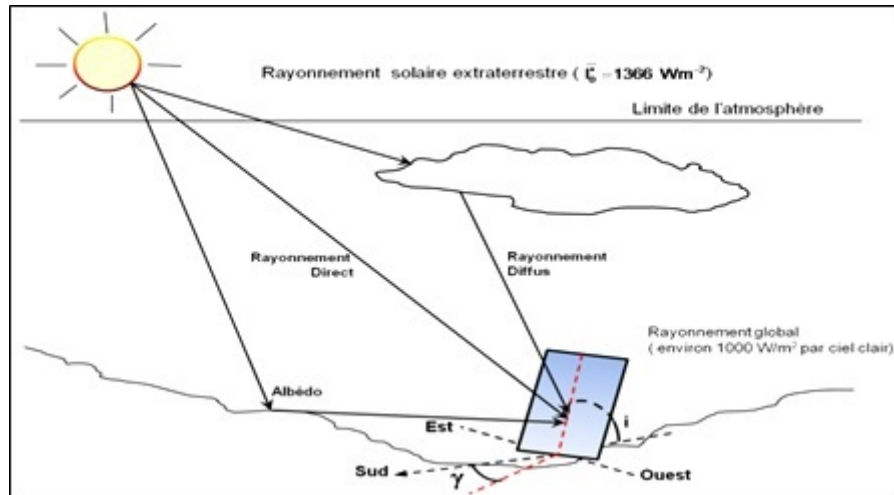 Rayonnement solaire extraterrestre ( I₀ = 1366 Wm⁻²)
Limite de l'atmosphère
Rayonnement
Direct
Rayonnement
Diffus
Rayonnement global
( environ 1000 W/m² par ciel clair)
Albédo
Est
i
Sud
γ
Ouest